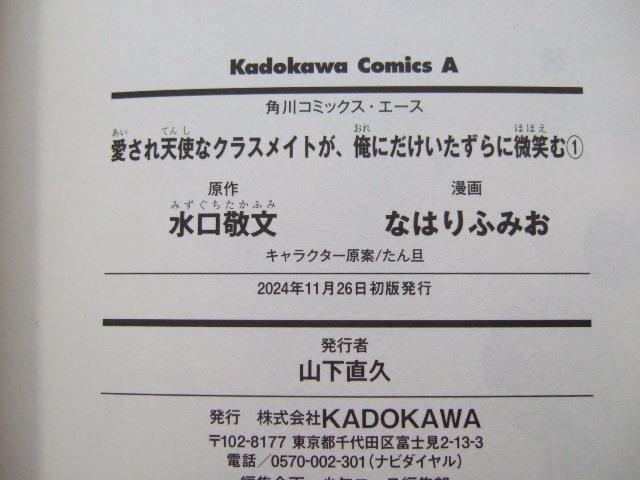 Kadokawa Comics A
角川コミックス・エース
あい てんし おれ ほほえ
愛され天使なクラスメイトが、俺にだけいたずらに微笑む①
原作 漫画
みずぐちたかふみ
水口敬文 なはりふみお
キャラクター原案/たん旦
2024年11月26日初版発行
発行者
山下直久
発行 株式会社KADOKAWA
〒102-8177 東京都千代田区富士見2-13-3
電話/0570-002-301(ナビダイヤル)